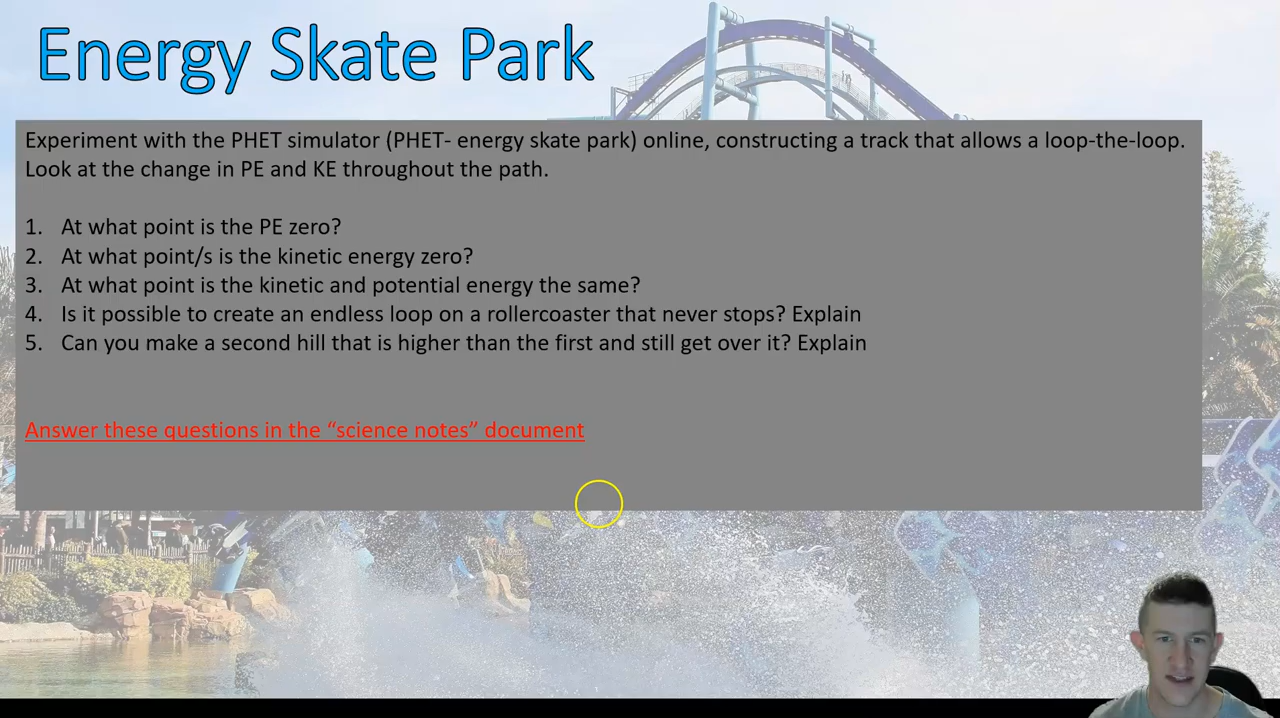 Energy Skate Park
Experiment with the PHET simulator (PHET- energy skate park) online, constructing a track that allows a loop-the-loop.
Look at the change in PE and KE throughout the path.
1. At what point is the PE zero?
2. At what point/s is the kinetic energy zero?
3. At what point is the kinetic and potential energy the same?
4. Is it possible to create an endless loop on a rollercoaster that never stops? Explain
5. Can you make a second hill that is higher than the first and still get over it? Explain
Answer these questions in the “science notes” document